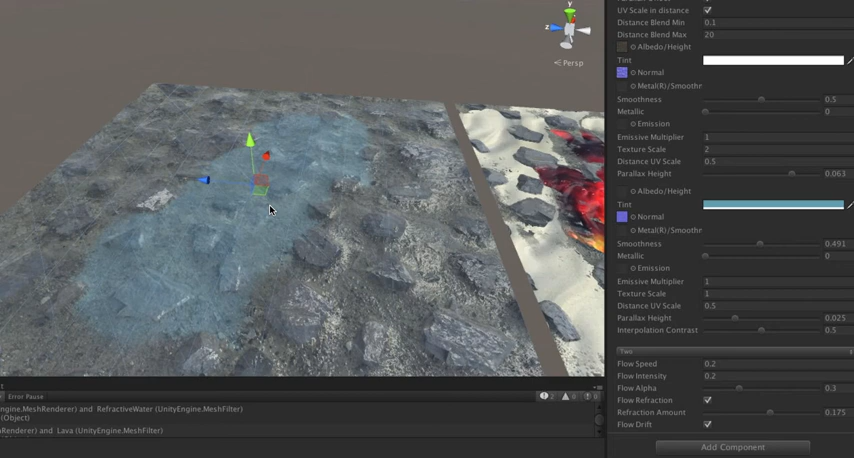 UV Scale in distance
Distance Blend Min 0.1
Distance Blend Max 20
Albedo/Height
Tint
Normal
Metal(R)/Smoothn
Smoothness 0.5
Metallic 0
Emission
Emissive Multiplier 1
Texture Scale 2
Distance UV Scale 0.5
Parallax Height 0.063
Albedo/Height
Tint
Normal
Metal(R)/Smoothn
Smoothness 0.491
Metallic 0
Emission
Emissive Multiplier 1
Texture Scale 1
Distance UV Scale 0.5
Parallax Height 0.025
Interpolation Contrast 0.5
Two
Flow Speed 0.2
Flow Intensity 0.2
Flow Alpha 0.3
Flow Refraction
Refraction Amount 0.175
Flow Drift
Add Component
y
z
Persp
Error Pause
2 0 0
ngine.MeshRenderer) and RefractiveWater (UnityEngine.MeshFilter)
(Object)
hRenderer) and Lava (UnityEngine.MeshFilter)